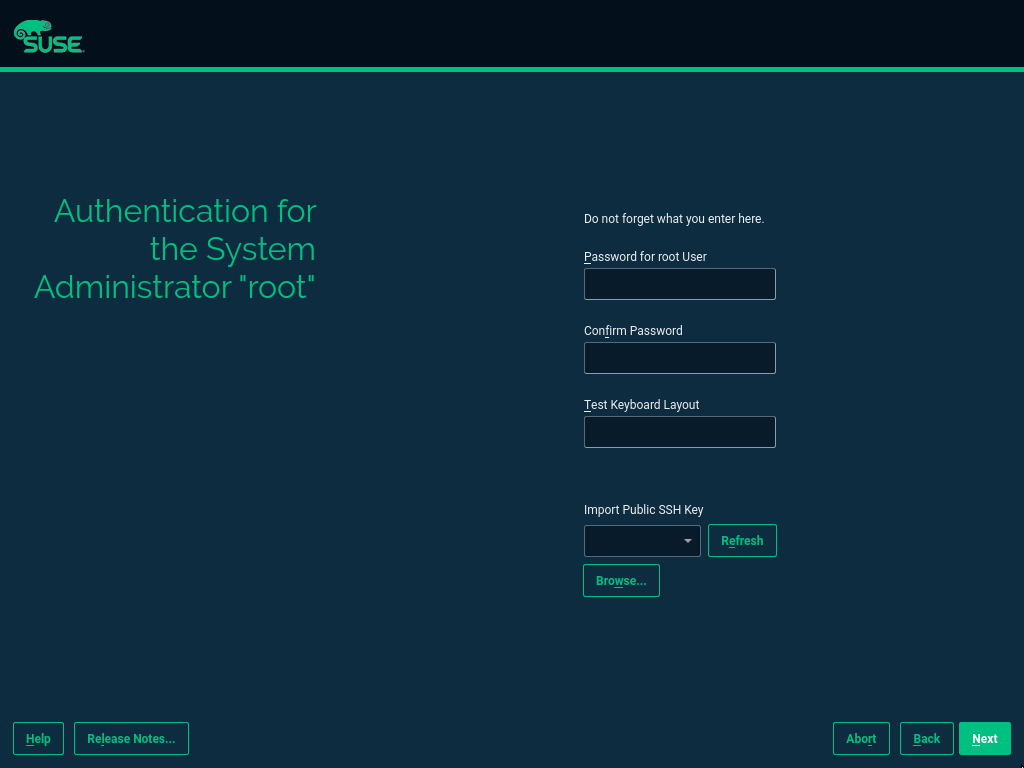 SUSE
Authentication for
the System
Administrator "root"
Do not forget what you enter here.
Password for root User
Confirm Password
Test Keyboard Layout
Import Public SSH Key
Refresh
Browse...
Help
Release Notes...
Abort
Back
Next